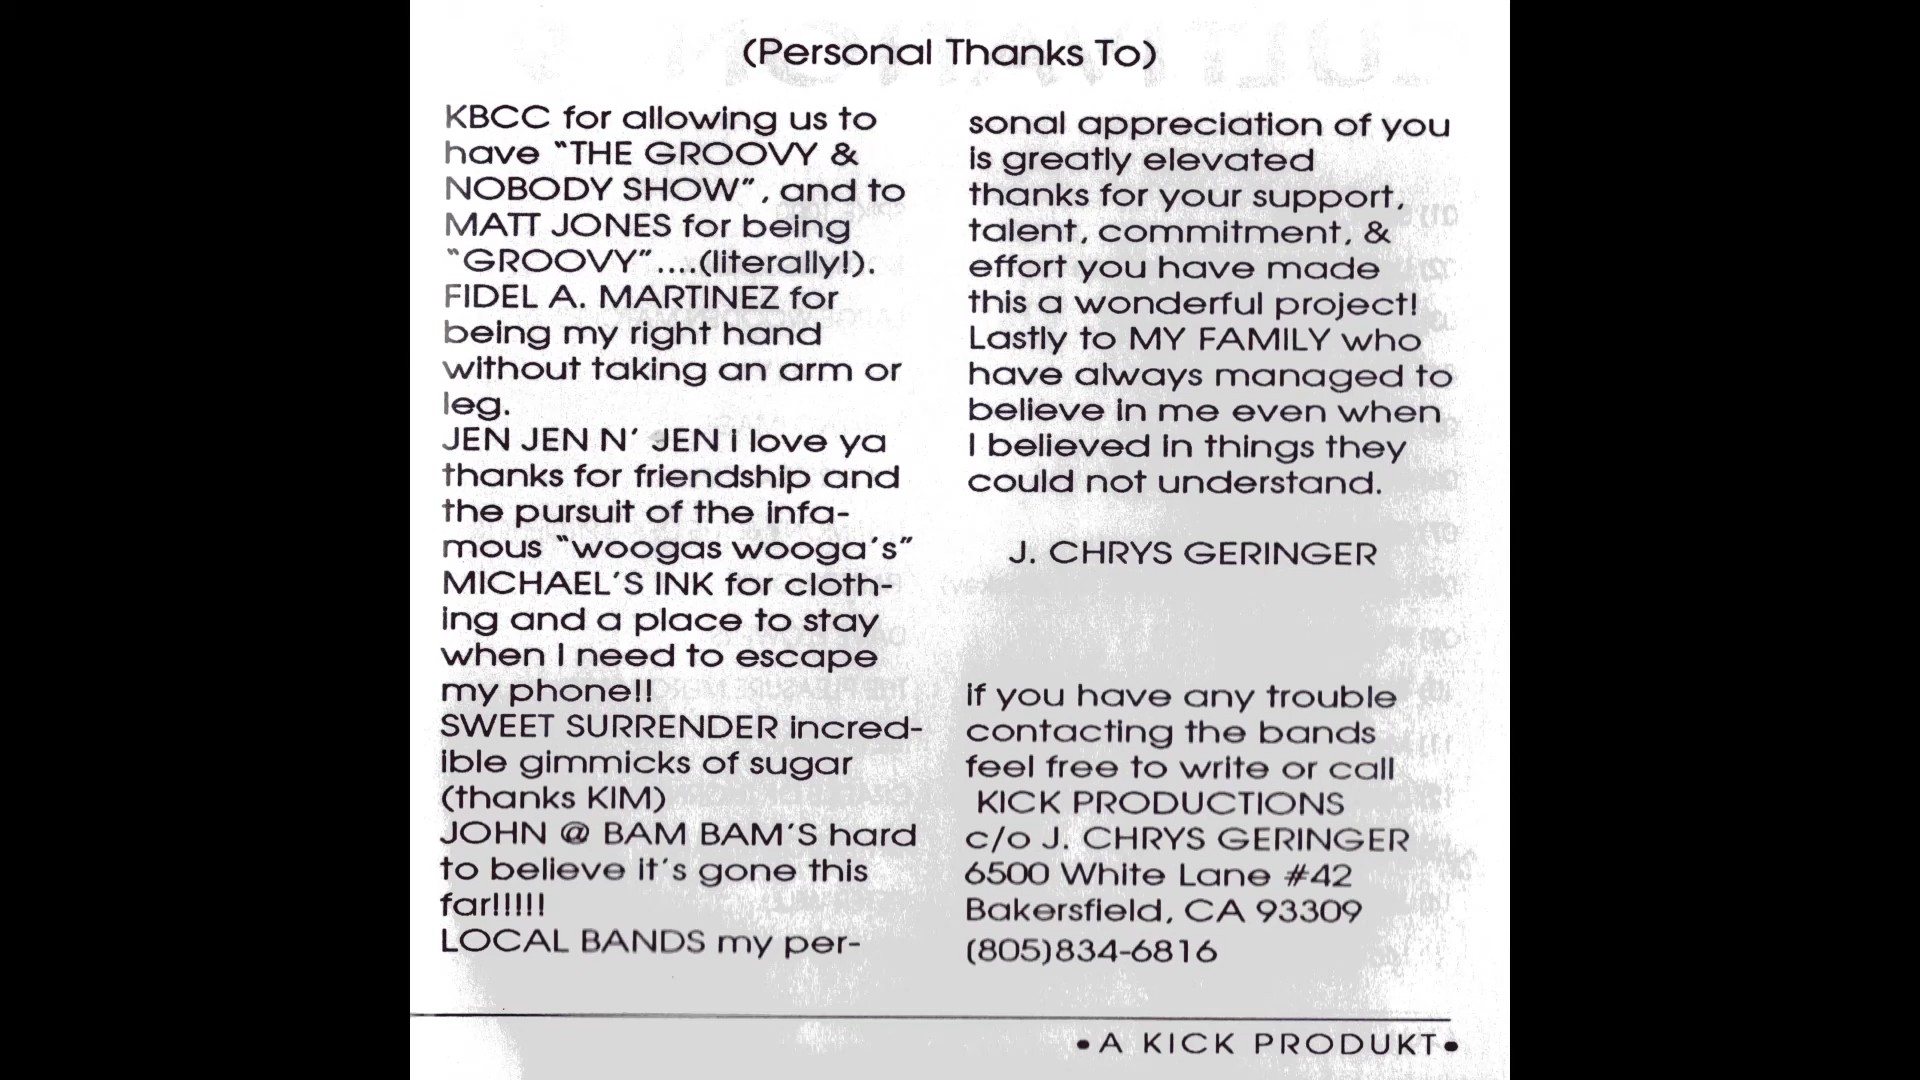 (Personal Thanks To)
KBCC for allowing us to
have "THE GROOVY &
NOBODY SHOW", and to
MATT JONES for being
"GROOVY"....(literally!).
FIDEL A. MARTINEZ for
being my right hand
without taking an arm or
leg.
JEN JEN N' JEN i love ya
thanks for friendship and
the pursuit of the infa-
mous "woogas wooga's"
MICHAEL'S INK for cloth-
ing and a place to stay
when I need to escape
my phone!!
SWEET SURRENDER incred-
ible gimmicks of sugar
(thanks KIM)
JOHN @ BAM BAM'S hard
to believe it's gone this
far!!!!!
LOCAL BANDS my per-
sonal appreciation of you
is greatly elevated
thanks for your support,
talent, commitment, &
effort you have made
this a wonderful project!
Lastly to MY FAMILY who
have always managed to
believe in me even when
I believed in things they
could not understand.
J. CHRYS GERINGER
if you have any trouble
contacting the bands
feel free to write or call
KICK PRODUCTIONS
c/o J. CHRYS GERINGER
6500 White Lane #42
Bakersfield, CA 93309
(805)834-6816
•A KICK PRODUKT•